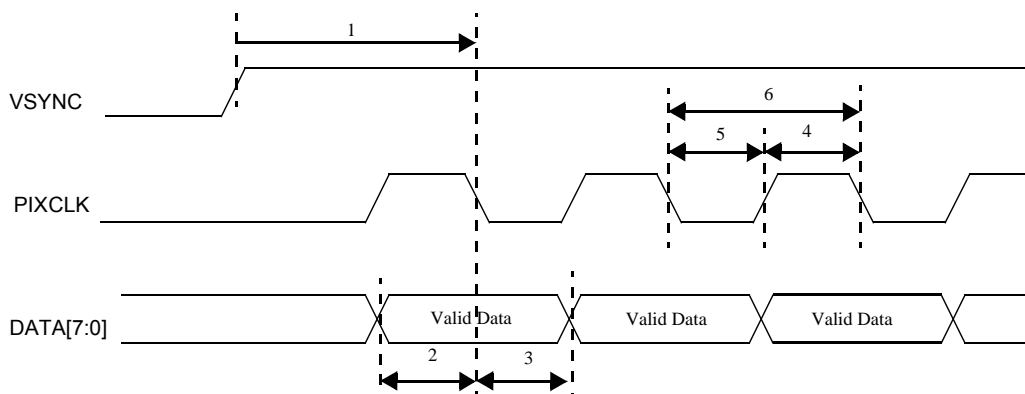 1
VSYNC
6
5 4
PIXCLK
DATA[7:0] Valid Data Valid Data Valid Data
2 3